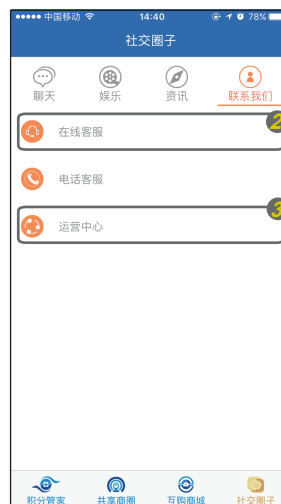 中国移动 14:40 78%
社交圈子
聊天 娱乐 资讯 联系我们
在线客服 2
电话客服
运营中心 3
积分管家 共享商圈 互购商城 社交圈子